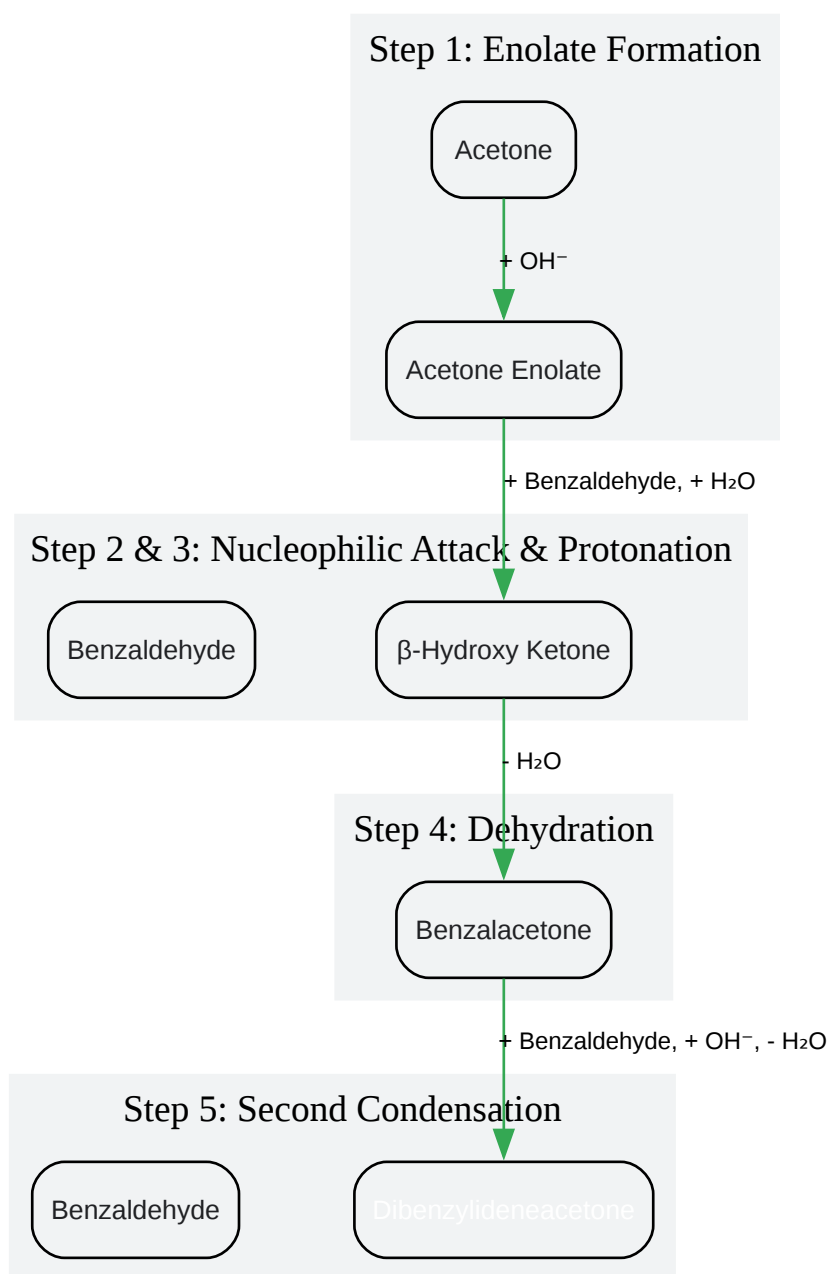 Step 1: Enolate Formation
Acetone
+ OH⁻
Acetone Enolate
+ Benzaldehyde, + H₂O
Step 2 & 3: Nucleophilic Attack & Protonation
Benzaldehyde
β-Hydroxy Ketone
- H₂O
Step 4: Dehydration
Benzalacetone
+ Benzaldehyde, + OH⁻, - H₂O
Step 5: Second Condensation
Benzaldehyde
Dibenzylideneacetone